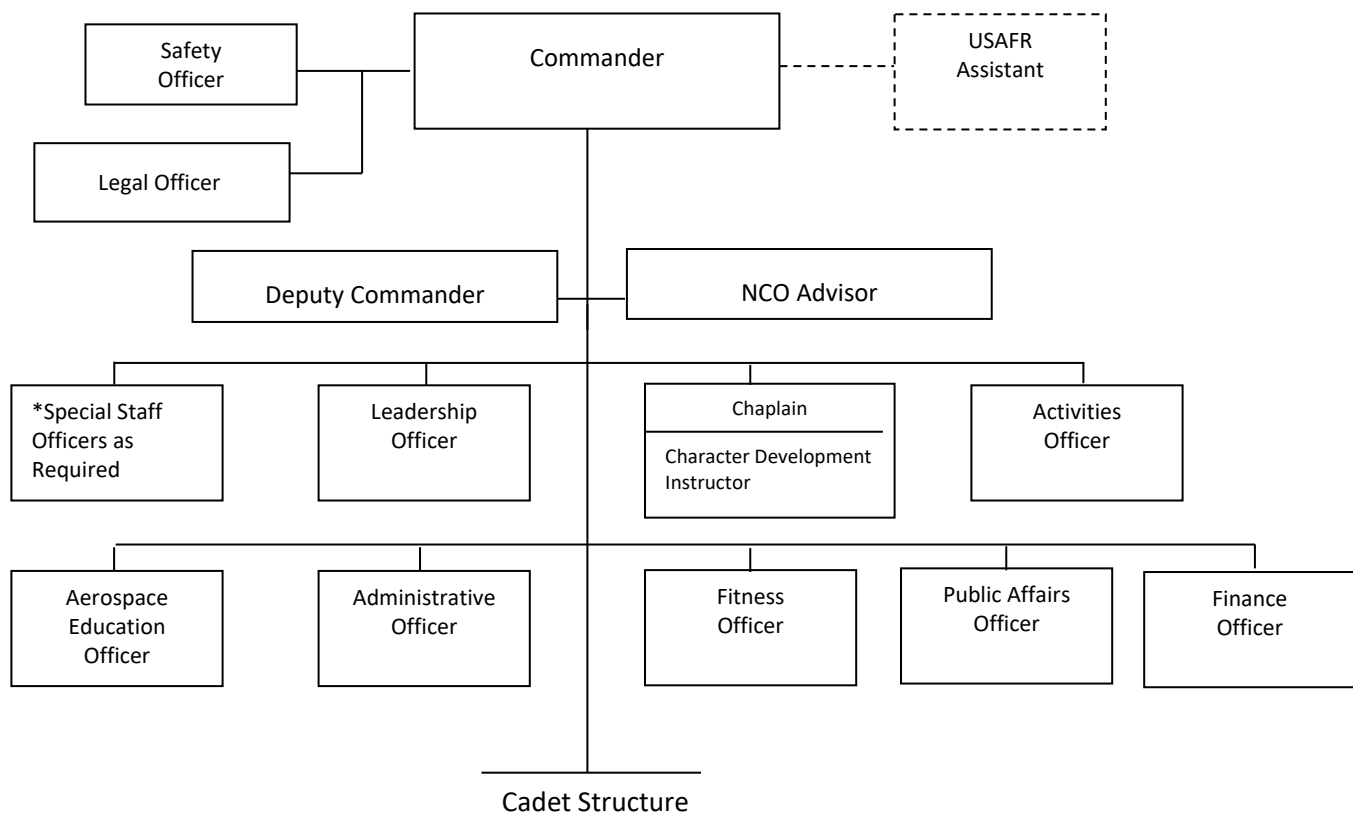 Safety
Officer
Commander
USAFR
Assistant
Legal Officer
Deputy Commander
NCO Advisor
*Special Staff
Officers as
Required
Leadership
Officer
Chaplain
Character Development
Instructor
Activities
Officer
Aerospace
Education
Officer
Administrative
Officer
Fitness
Officer
Public Affairs
Officer
Finance
Officer
Cadet Structure